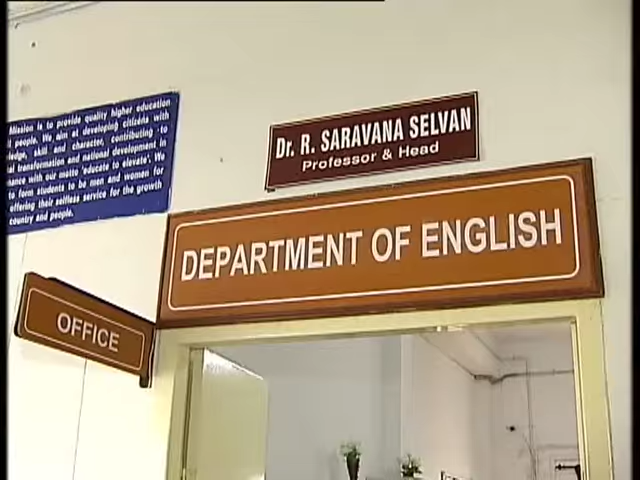 Mission is to provide quality higher education
people. We aim at developing citizens with
skill and character, contributing to
transformation and national development. In
with our motto 'educate to elevate'. We
to form students to be men and women for
offering their selfless service for the growth
country and people.
Dr. R. SARAVANA SELVAN
Professor & Head
DEPARTMENT OF ENGLISH
OFFICE